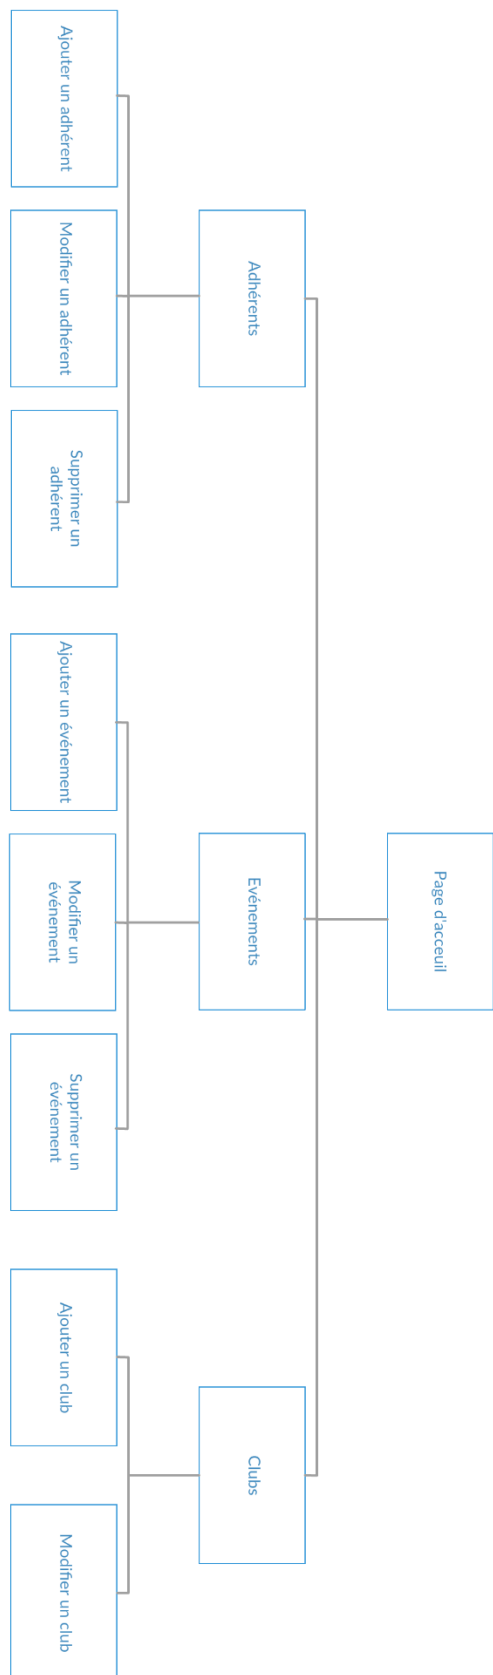 Page d'acceuil
Adhérents
Evénements
Clubs
Ajouter un adhérent
Modifier un adhérent
Supprimer un
adhérent
Ajouter un événement
Modifier un
événement
Supprimer un
événement
Ajouter un club
Modifier un club